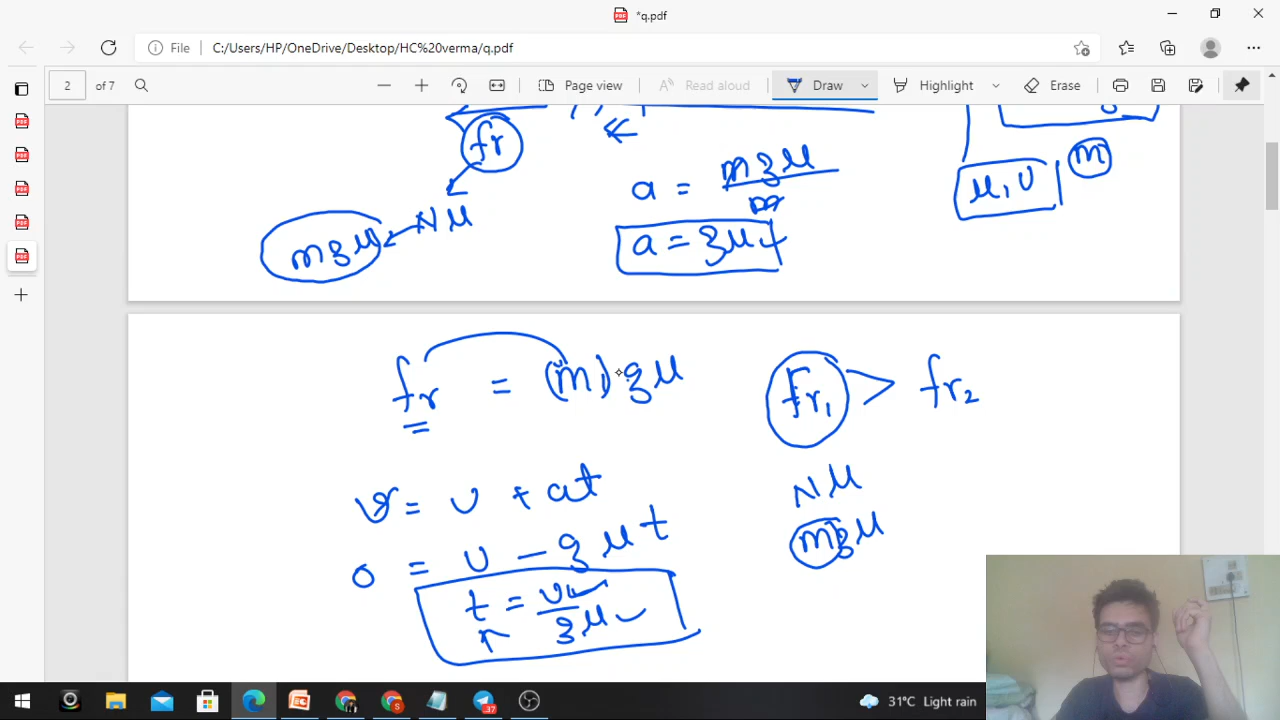 *q.pdf
File C:/Users/HP/OneDrive/Desktop/HC%20verma/q.pdf
2 of 7 Page view Read aloud Draw Highlight Erase
fr
Nμ
mgμ
a = mgμ/m
a = gμ
μ, u m
fr = (m)gμ
fr₁ > fr₂
v = u + at
Nμ
0 = u - gμt
mgμ
t = u/gμ
37
31°C Light rain